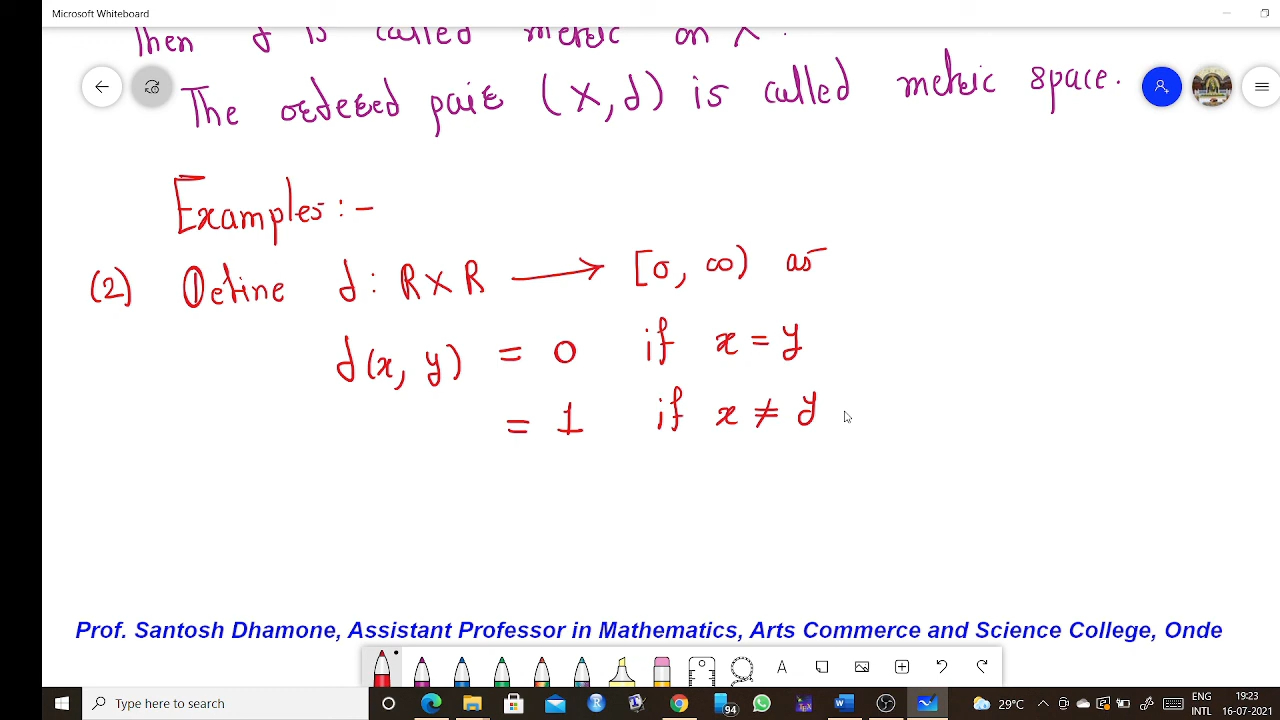 Microsoft Whiteboard
Then d is called metric on X.
The ordered pair (X, d) is called metric space.
Examples :-
(2) Define d : R × R ⟶ [0, ∞) as
d(x, y) = 0 if x = y
= 1 if x ≠ y
Prof. Santosh Dhamone, Assistant Professor in Mathematics, Arts Commerce and Science College, Onde
A
Type here to search
94
29°C
ENG
INTL
19:23
16-07-2021